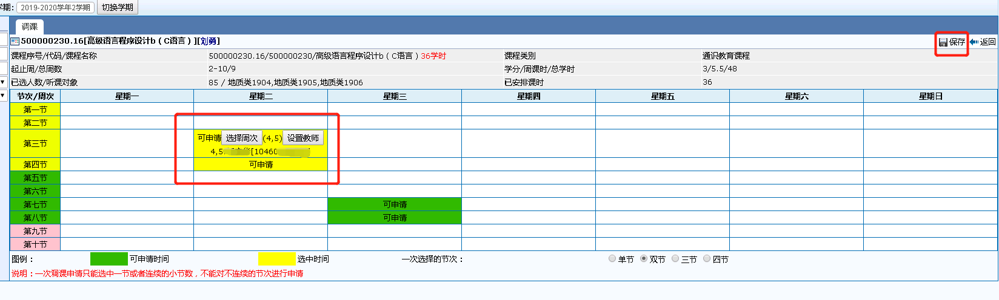 学期: 2019-2020学年2学期 切换学期
调课
500000230.16[高级语言程序设计b（C语言）][刘勇] 保存 返回
课程序号/代码/课程名称 500000230.16/500000230/高级语言程序设计b（C语言）36学时 课程类别 通识教育课程
起止周/总周数 2-10/9 学分/周课时/总学时 3/5.5/48
已选人数/听课对象 85 / 地质类1904,地质类1905,地质类1906 已安排课时 36
节次/周次 星期一 星期二 星期三 星期四 星期五 星期六 星期日
第一节
第二节
第三节 可申请 选择周次 (4,5) 设置教师
4,5 [10460
第四节 可申请
第五节
第六节
第七节 可申请
第八节 可申请
第九节
第十节
图例： 可申请时间 选中时间 一次选择的节次： 单节 双节 三节 四节
说明：一次调课申请只能选中一节或者连续的小节数，不能对不连续的节次进行申请